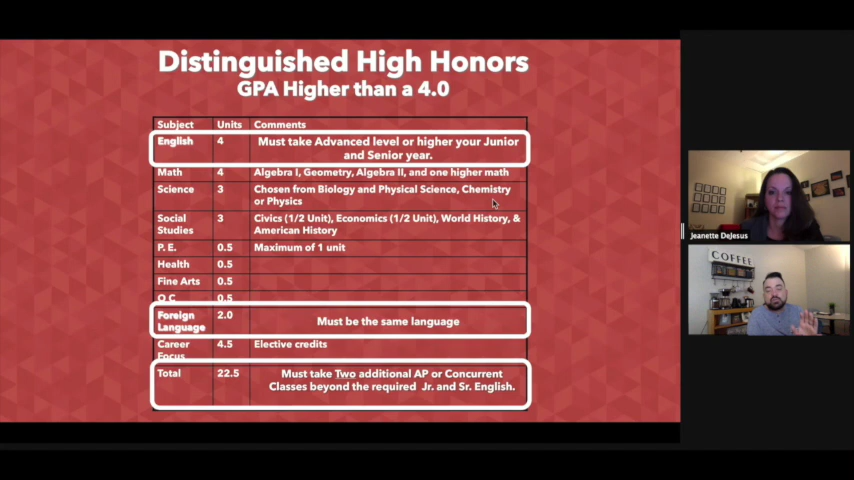 Distinguished High Honors
GPA Higher than a 4.0
Subject Units Comments
English 4 Must take Advanced level or higher your Junior
and Senior year.
Math 4 Algebra I, Geometry, Algebra II, and one higher math
Science 3 Chosen from Biology and Physical Science, Chemistry
or Physics
Social 3 Civics (1/2 Unit), Economics (1/2 Unit), World History, &
Studies American History
P. E. 0.5 Maximum of 1 unit
Health 0.5
Fine Arts 0.5
O C 0.5
Foreign 2.0 Must be the same language
Language
Career 4.5 Elective credits
Focus
Total 22.5 Must take Two additional AP or Concurrent
Classes beyond the required Jr. and Sr. English.
Jeanette DeJesus
COFFEE